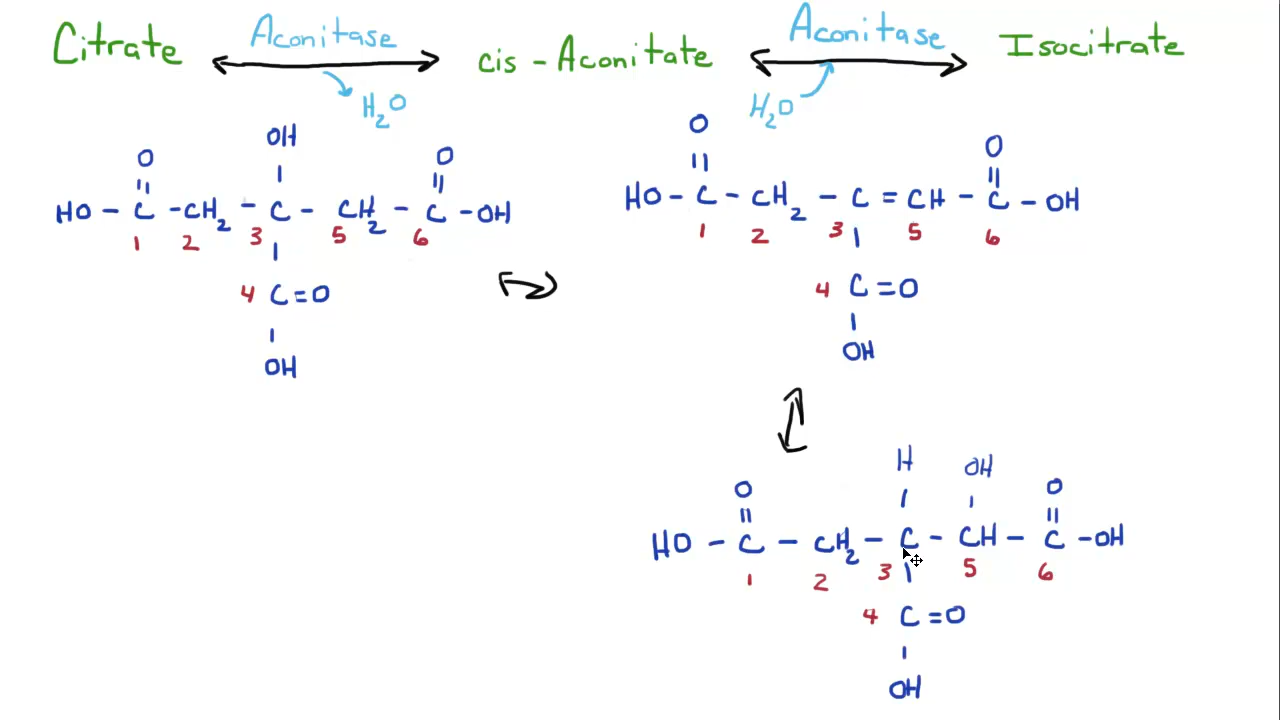 Citrate Aconitase cis-Aconitate Aconitase Isocitrate
H2O H2O
OH O
O O O
HO - C - CH2 - C - CH2 - C - OH HO - C - CH2 - C = CH - C - OH
1 2 3 5 6 1 2 3 5 6
4 C=O 4 C=O
OH OH
H OH
O O
HO - C - CH2 - C - CH - C - OH
1 2 3 5 6
4 C=O
OH